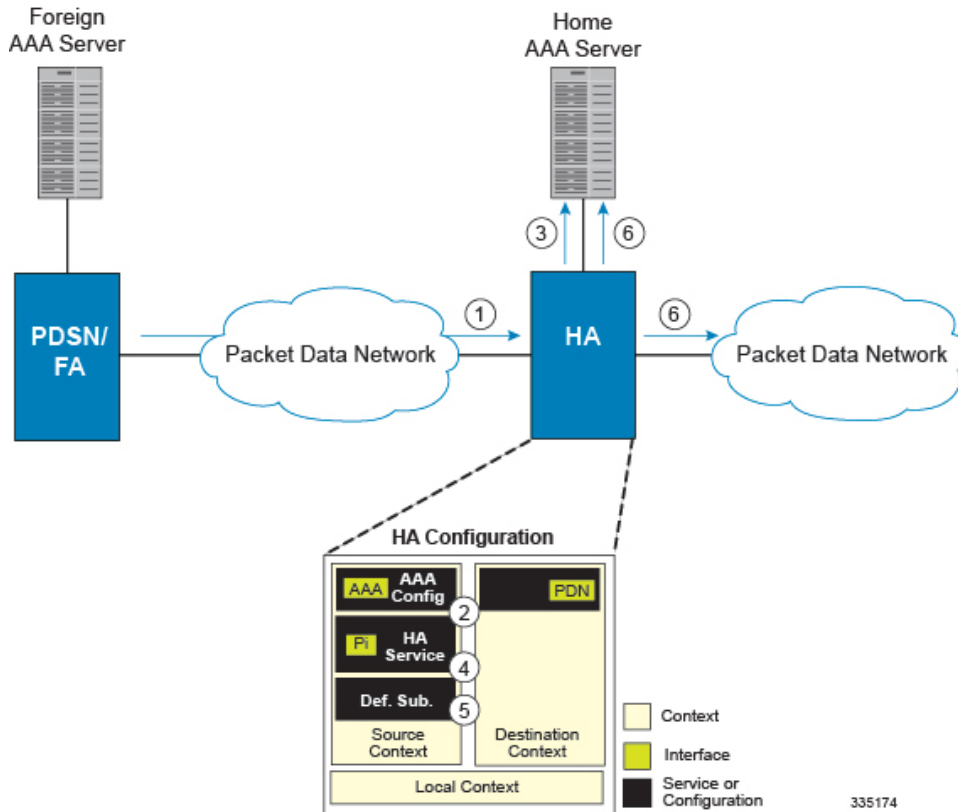 Foreign
AAA Server
Home
AAA Server
3
6
PDSN/
FA
Packet Data Network
1
HA
6
Packet Data Network
HA Configuration
AAA
AAA
Config
PDN
2
Pi
HA
Service
4
Def. Sub.
5
Source
Context
Destination
Context
Local Context
Context
Interface
Service or
Configuration
335174